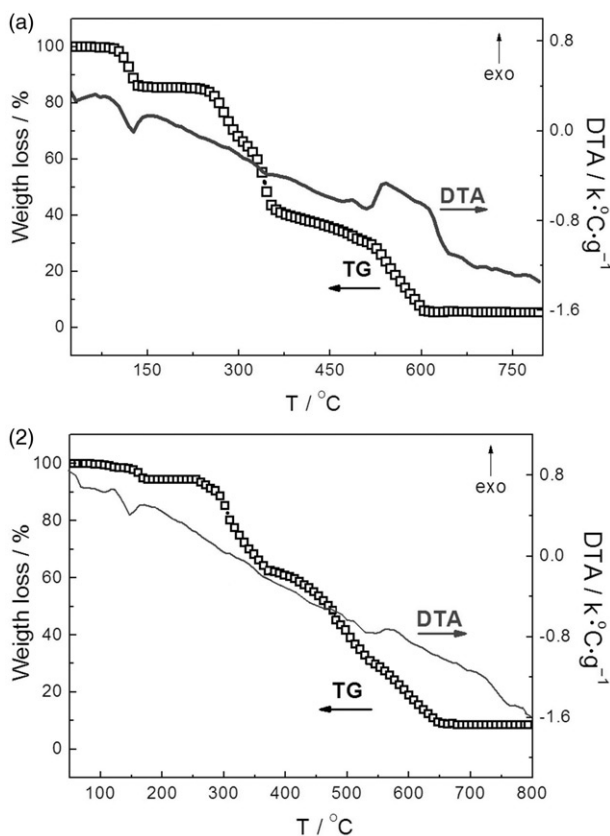 (a)
100
80
60
40
20
0
Weigth loss / %
0.8
0.0
-0.8
-1.6
DTA / k·°C·g⁻¹
exo
DTA
TG
150 300 450 600 750
T / °C
(2)
100
80
60
40
20
0
Weigth loss / %
0.8
0.0
-0.8
-1.6
DTA / k·°C·g⁻¹
exo
DTA
TG
100 200 300 400 500 600 700 800
T / °C